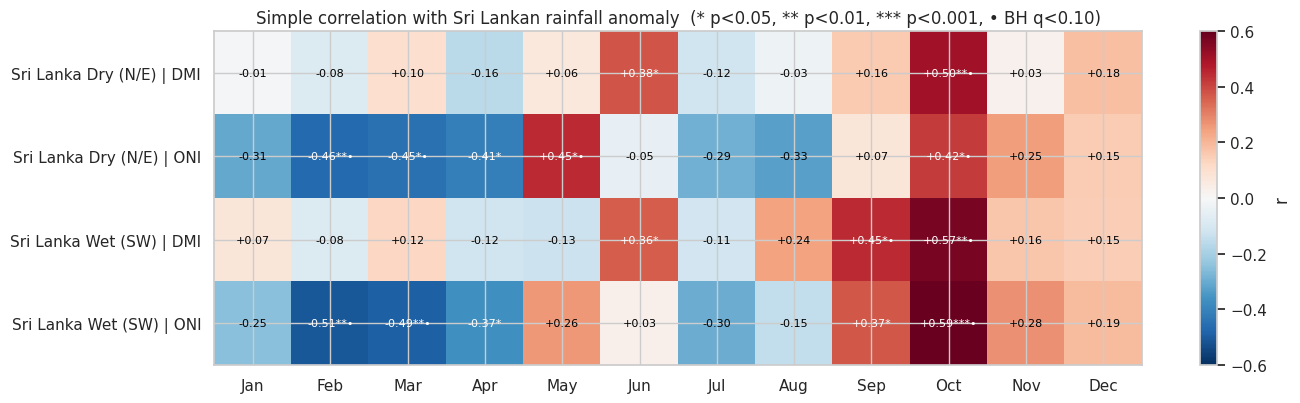 Simple correlation with Sri Lankan rainfall anomaly (* p<0.05, ** p<0.01, *** p<0.001, • BH q<0.10)
Sri Lanka Dry (N/E) | DMI -0.01 -0.08 +0.10 -0.16 +0.06 +0.38* -0.12 -0.03 +0.16 +0.50**• +0.03 +0.18
Sri Lanka Dry (N/E) | ONI -0.31 -0.46**• -0.45*• -0.41* +0.45*• -0.05 -0.29 -0.33 +0.07 +0.42*• +0.25 +0.15
Sri Lanka Wet (SW) | DMI +0.07 -0.08 +0.12 -0.12 -0.13 +0.36* -0.11 +0.24 +0.45*• +0.57**• +0.16 +0.15
Sri Lanka Wet (SW) | ONI -0.25 -0.51**• -0.49**• -0.37* +0.26 +0.03 -0.30 -0.15 +0.37* +0.59***• +0.28 +0.19
Jan Feb Mar Apr May Jun Jul Aug Sep Oct Nov Dec
0.6
0.4
0.2
0.0
−0.2
−0.4
−0.6
r